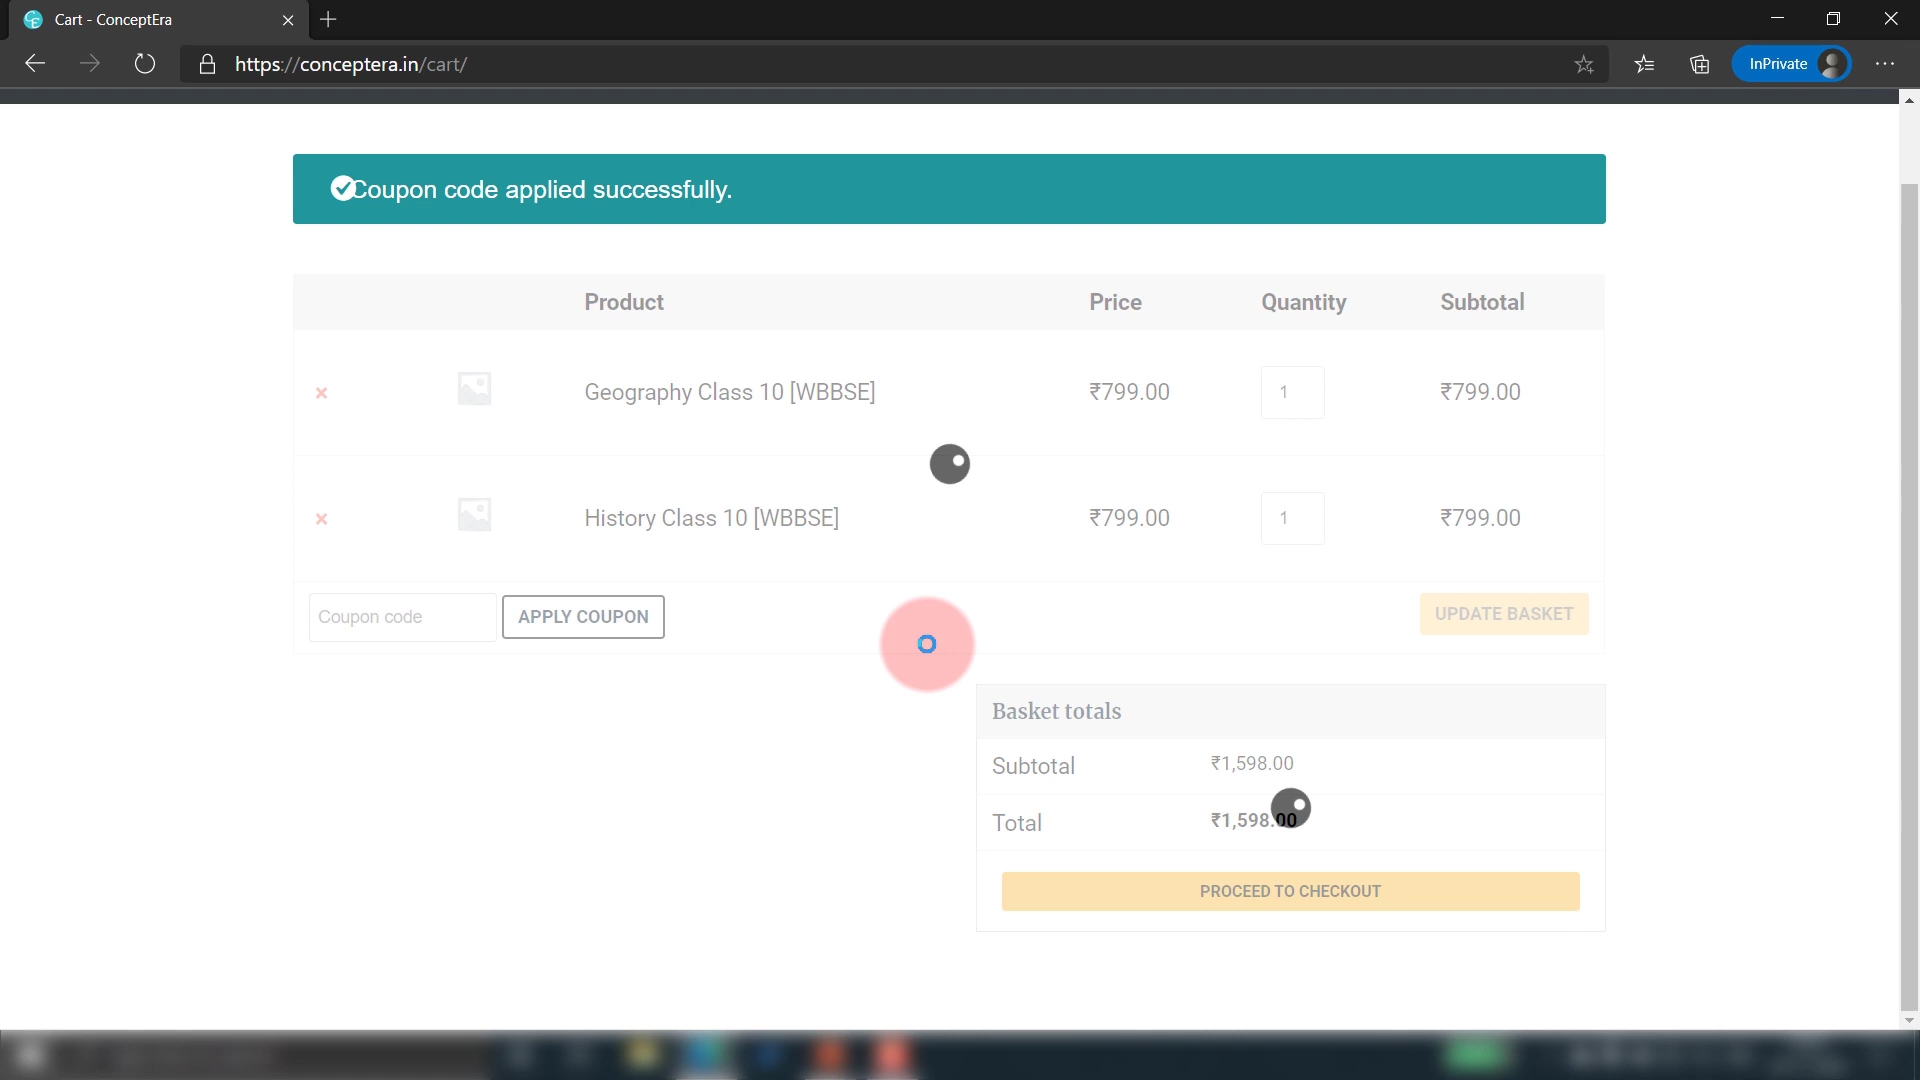 Cart - ConceptEra
https://conceptera.in/cart/
InPrivate
Coupon code applied successfully.
Product Price Quantity Subtotal
Geography Class 10 [WBBSE] ₹799.00 1 ₹799.00
History Class 10 [WBBSE] ₹799.00 1 ₹799.00
Coupon code APPLY COUPON UPDATE BASKET
Basket totals
Subtotal ₹1,598.00
Total ₹1,598.00
PROCEED TO CHECKOUT